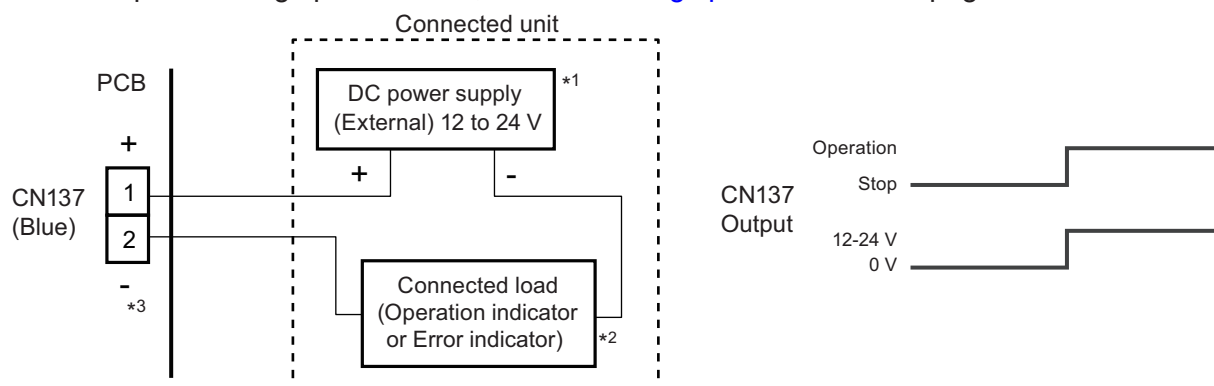 Connected unit
PCB
DC power supply
(External) 12 to 24 V
*1
+
-
+
CN137
(Blue)
1
2
-
*3
Connected load
(Operation indicator
or Error indicator)
*2
Operation
Stop
CN137
Output
12-24 V
0 V